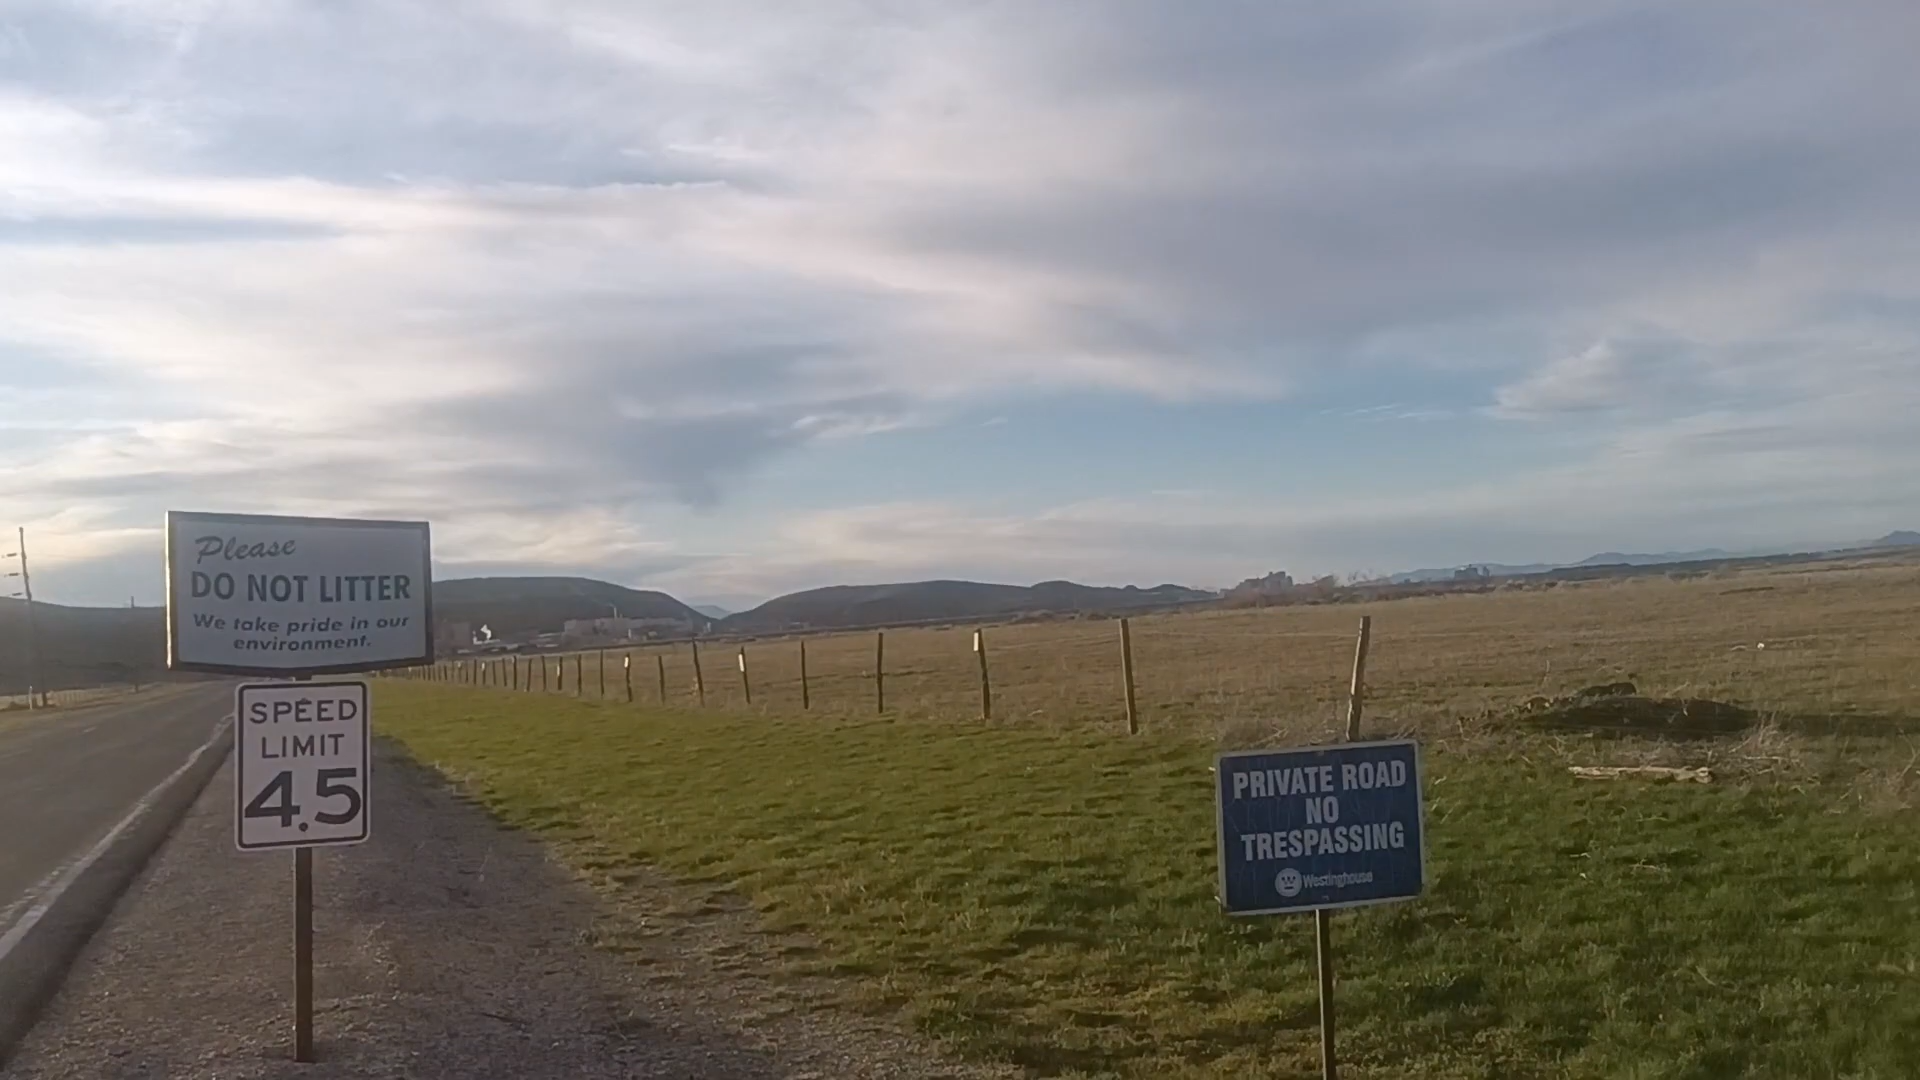 Please
DO NOT LITTER
We take pride in our
environment.
SPEED
LIMIT
45
PRIVATE ROAD
NO
TRESPASSING
Westinghouse